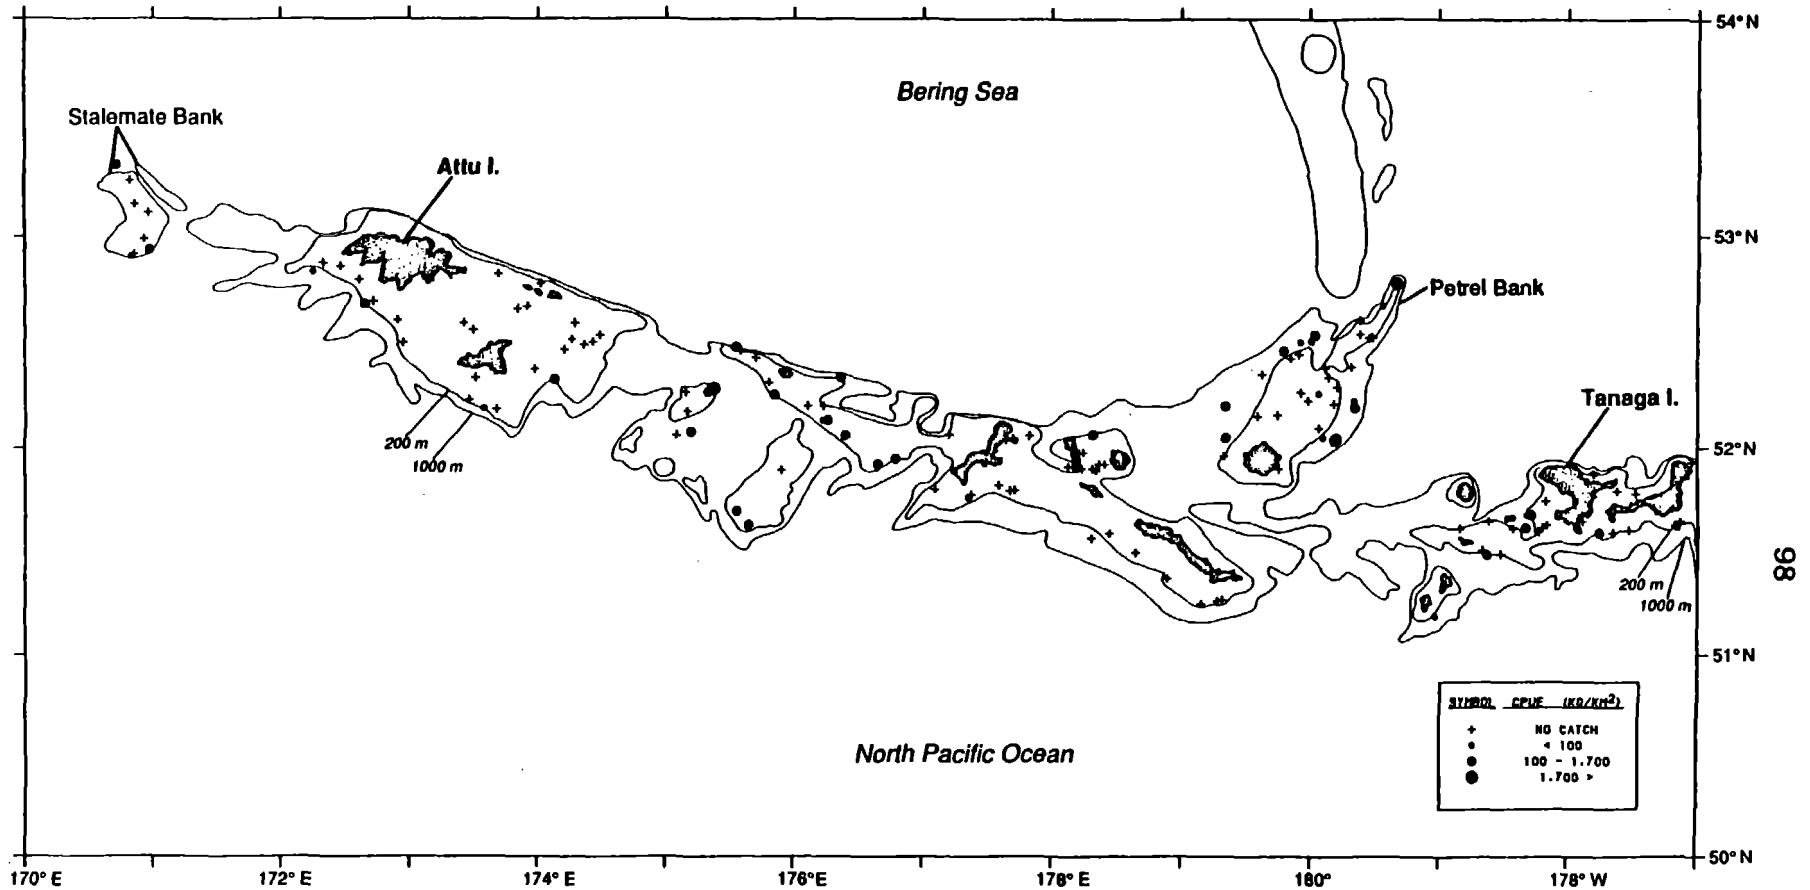 54° N
Bering Sea
Stalemate Bank
Attu I.
53° N
Petrel Bank
Tanaga I.
200 m
1000 m
52° N
98
200 m
1000 m
51° N
SYMBOL CPUE (KG/KM²)
+ NO CATCH
• < 100
● 100 - 1.700
● 1.700 >
North Pacific Ocean
50° N
170° E 172° E 174° E 176° E 178° E 180° 178° W